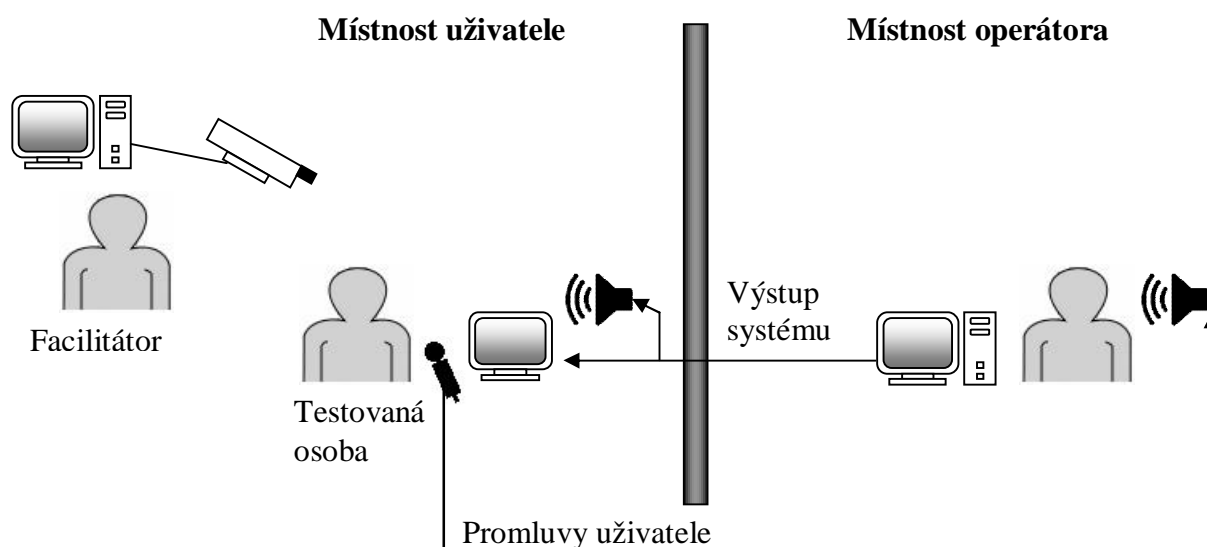 Místnost uživatele
Místnost operátora
Výstup
systému
Facilitátor
Testovaná
osoba
Promluvy uživatele